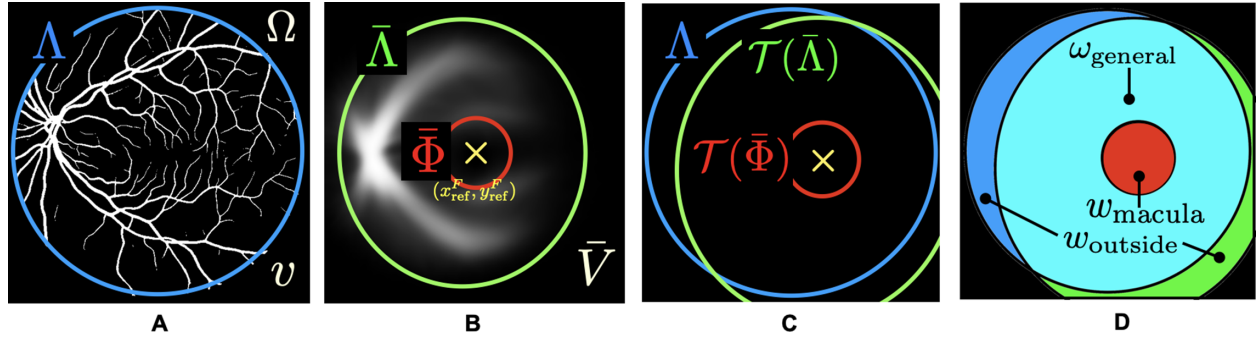 Λ
Ω
υ
A
Λ̄
Φ̄
(x^F_ref, y^F_ref)
V̄
B
Λ
𝒯(Λ̄)
𝒯(Φ̄)
C
ω_general
w_macula
w_outside
D